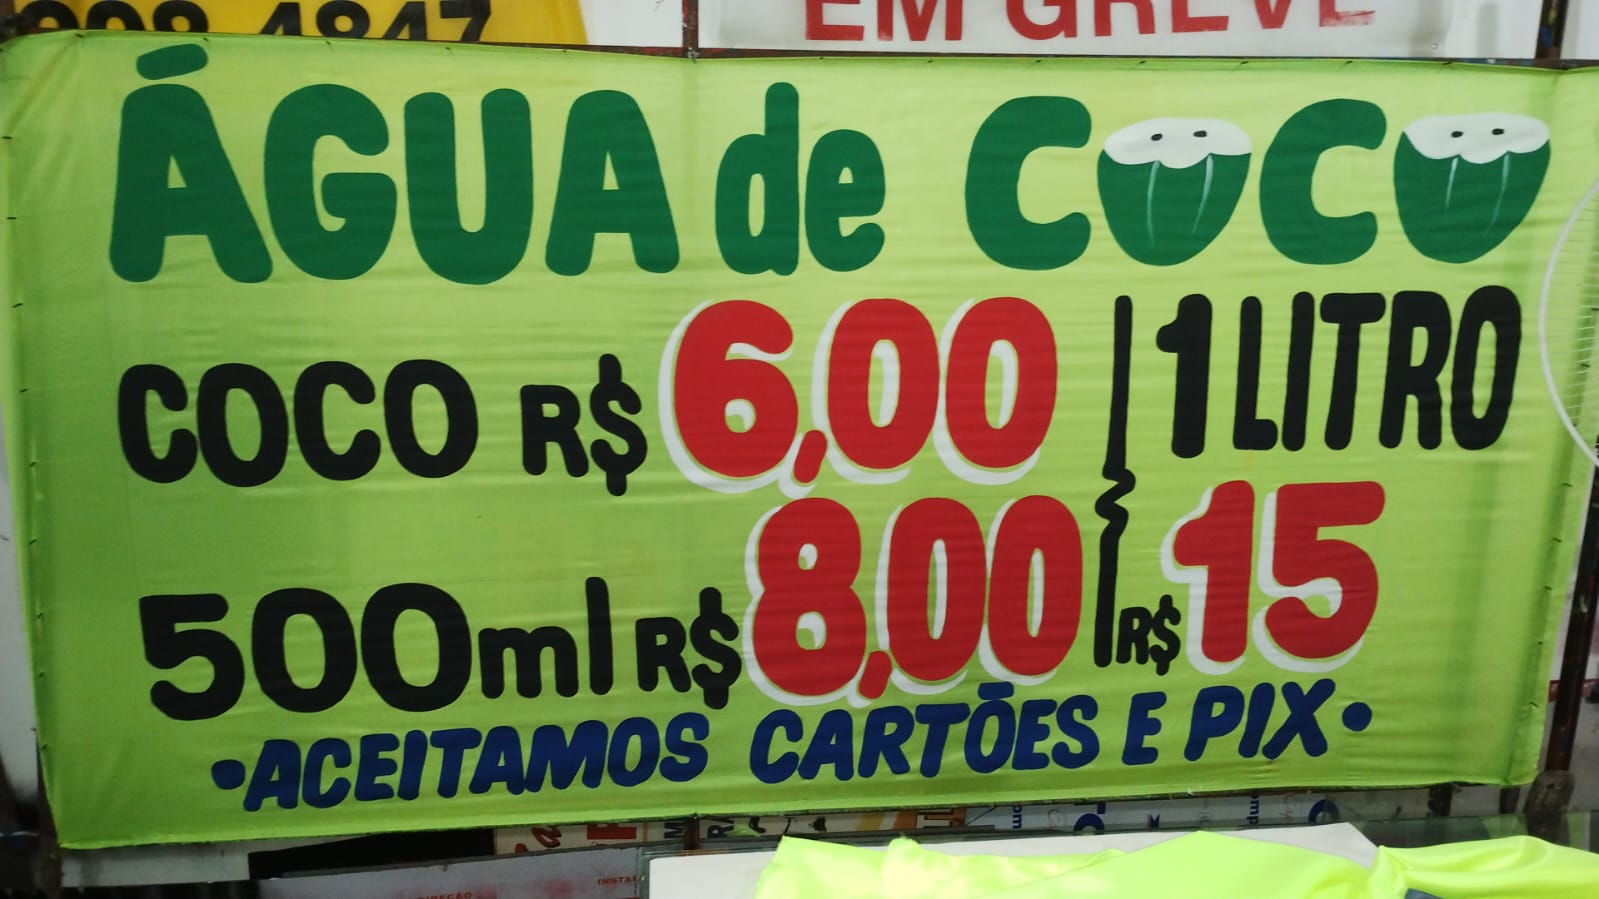 EM GREVE
ÁGUA de COCO
COCO R$ 6,00
500ml R$ 8,00
1 LITRO
R$ 15
•ACEITAMOS CARTÕES E PIX•